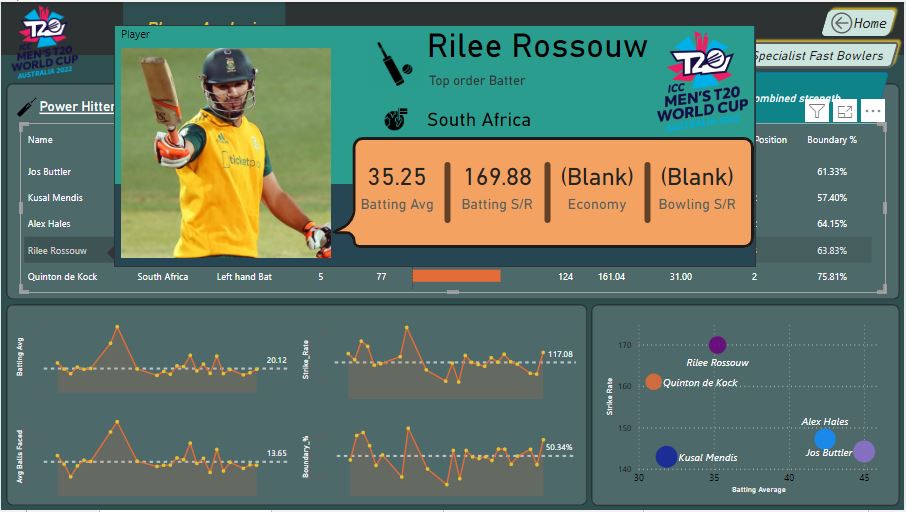 T20
ICC
MEN'S T20
WORLD CUP
AUSTRALIA 2022
Home
Specialist Fast Bowlers
Player
Rilee Rossouw
Top order Batter
South Africa
T20
ICC
MEN'S T20
WORLD CUP
AUSTRALIA 2022
35.25 169.88 (Blank) (Blank)
Batting Avg Batting S/R Economy Bowling S/R
Power Hitter
combined strength
Name Position Boundary %
Jos Buttler 61.33%
Kusal Mendis 57.40%
Alex Hales 64.15%
Rilee Rossouw 63.83%
Quinton de Kock South Africa Left hand Bat 5 77 124 161.04 31.00 2 75.81%
Batting Avg
20.12
Strike_Rate
117.08
Avg Balls Faced
13.65
Boundary_%
50.34%
Strike Rate
170
160
150
140
Rilee Rossouw
Quinton de Kock
Alex Hales
Jos Buttler
Kusal Mendis
30 35 40 45
Batting Average